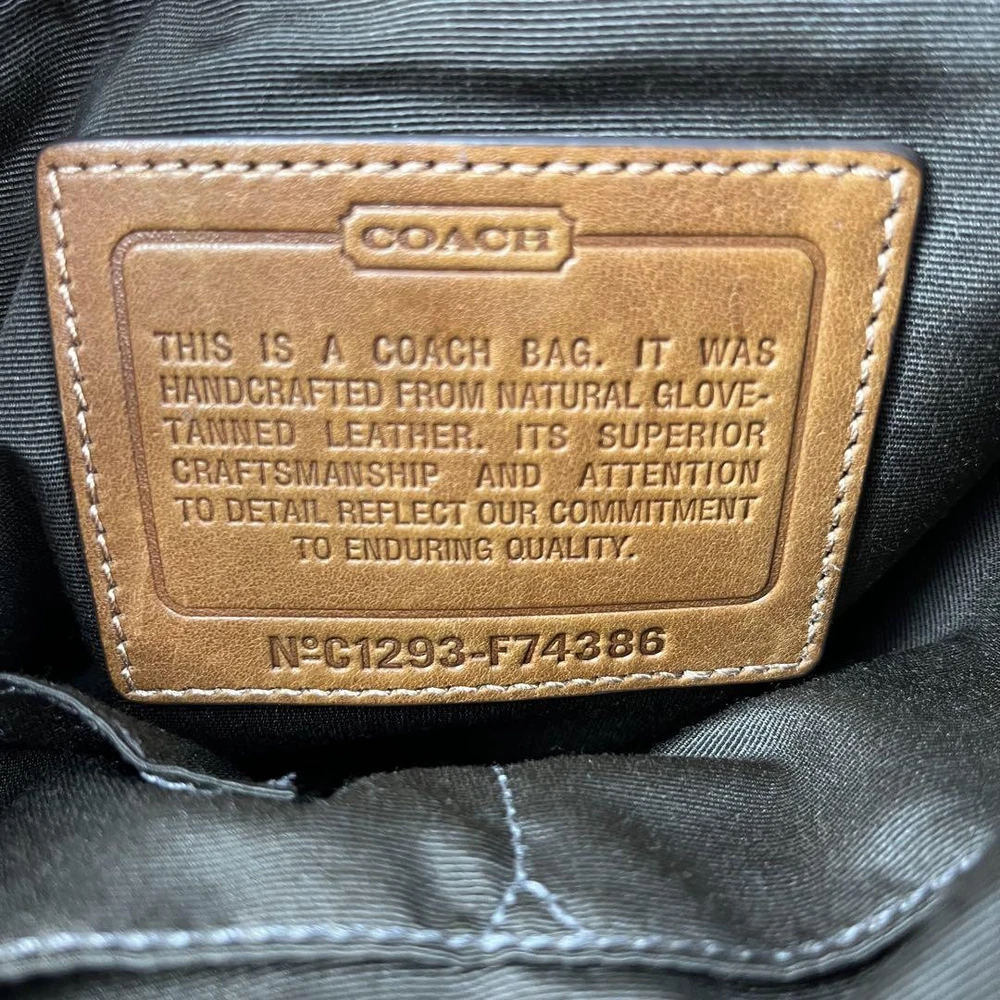 COACH
THIS IS A COACH BAG. IT WAS
HANDCRAFTED FROM NATURAL GLOVE-
TANNED LEATHER. ITS SUPERIOR
CRAFTSMANSHIP AND ATTENTION
TO DETAIL REFLECT OUR COMMITMENT
TO ENDURING QUALITY.
NºC1293-F74386